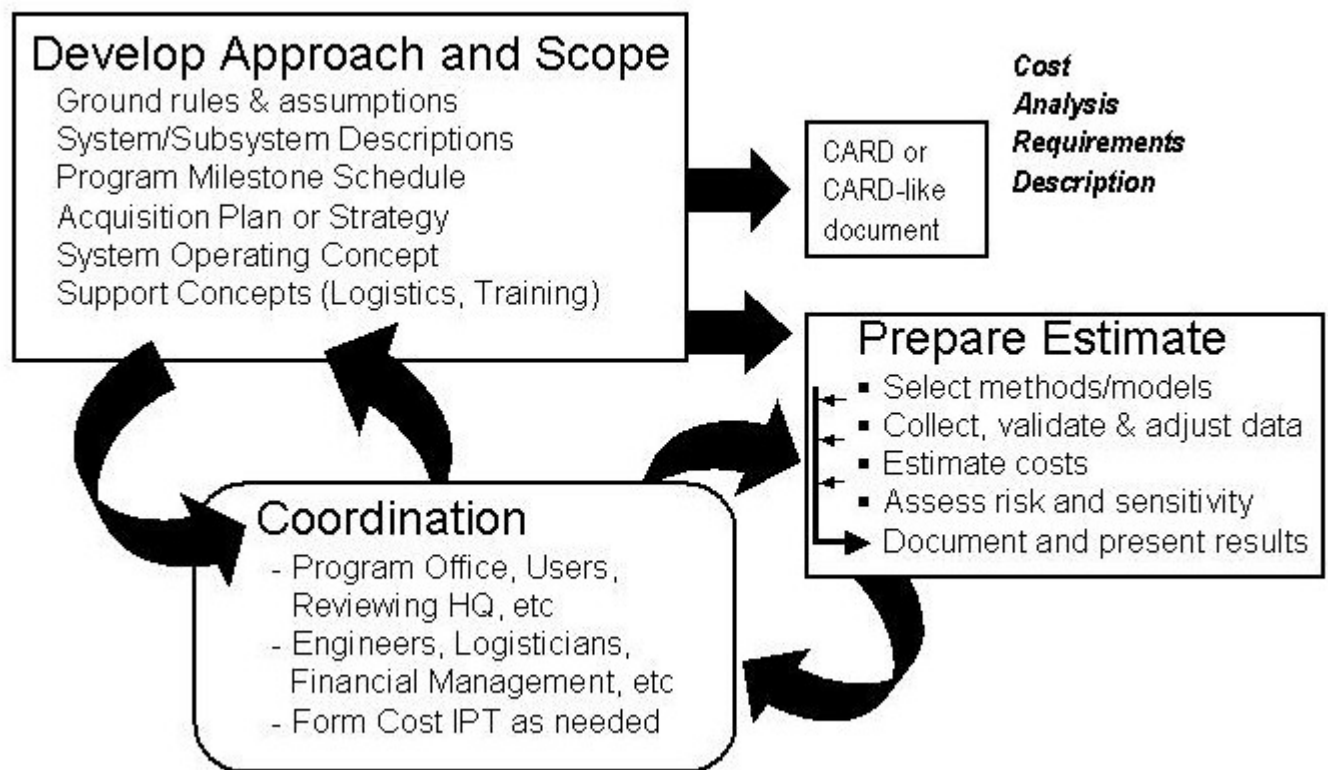 Develop Approach and Scope
Ground rules & assumptions
System/Subsystem Descriptions
Program Milestone Schedule
Acquisition Plan or Strategy
System Operating Concept
Support Concepts (Logistics, Training)
Cost
Analysis
Requirements
Description
CARD or
CARD-like
document
Prepare Estimate
▪ Select methods/models
▪ Collect, validate & adjust data
▪ Estimate costs
▪ Assess risk and sensitivity
▪ Document and present results
Coordination
- Program Office, Users,
Reviewing HQ, etc
- Engineers, Logisticians,
Financial Management, etc
- Form Cost IPT as needed